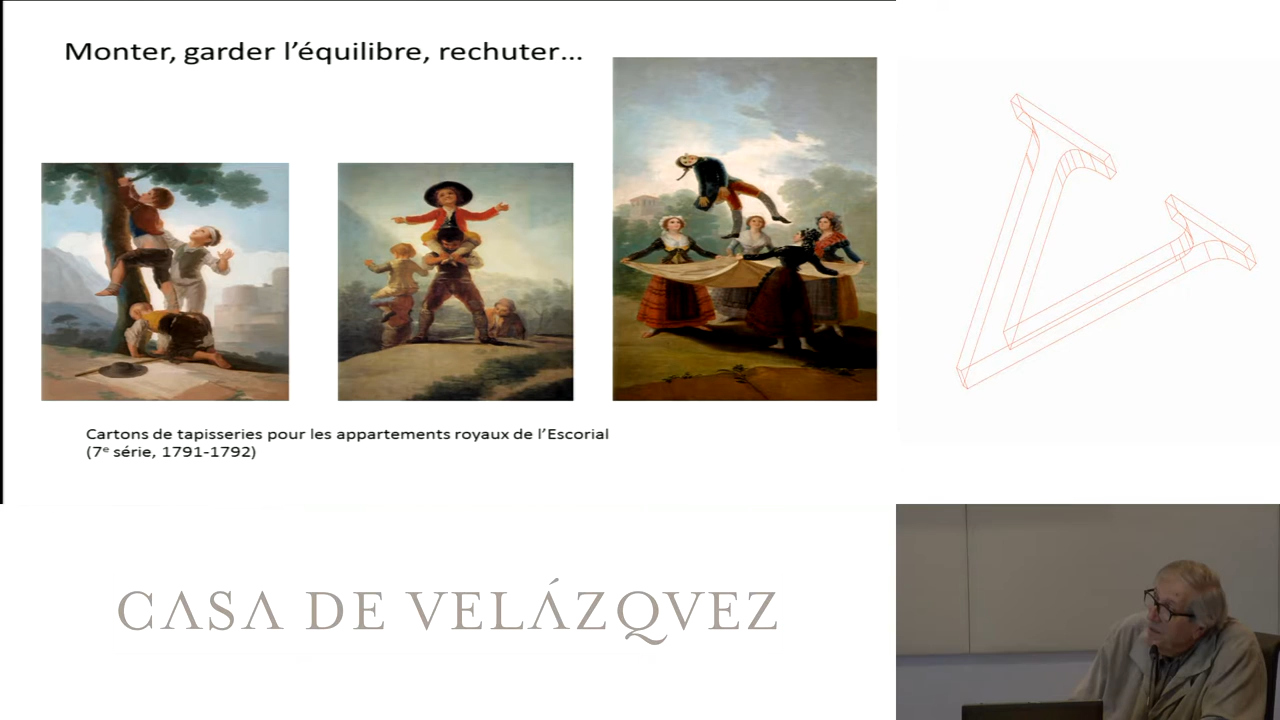 Monter, garder l’équilibre, rechuter...
Cartons de tapisseries pour les appartements royaux de l’Escorial
(7e série, 1791-1792)
CASA DE VELÁZQVEZ